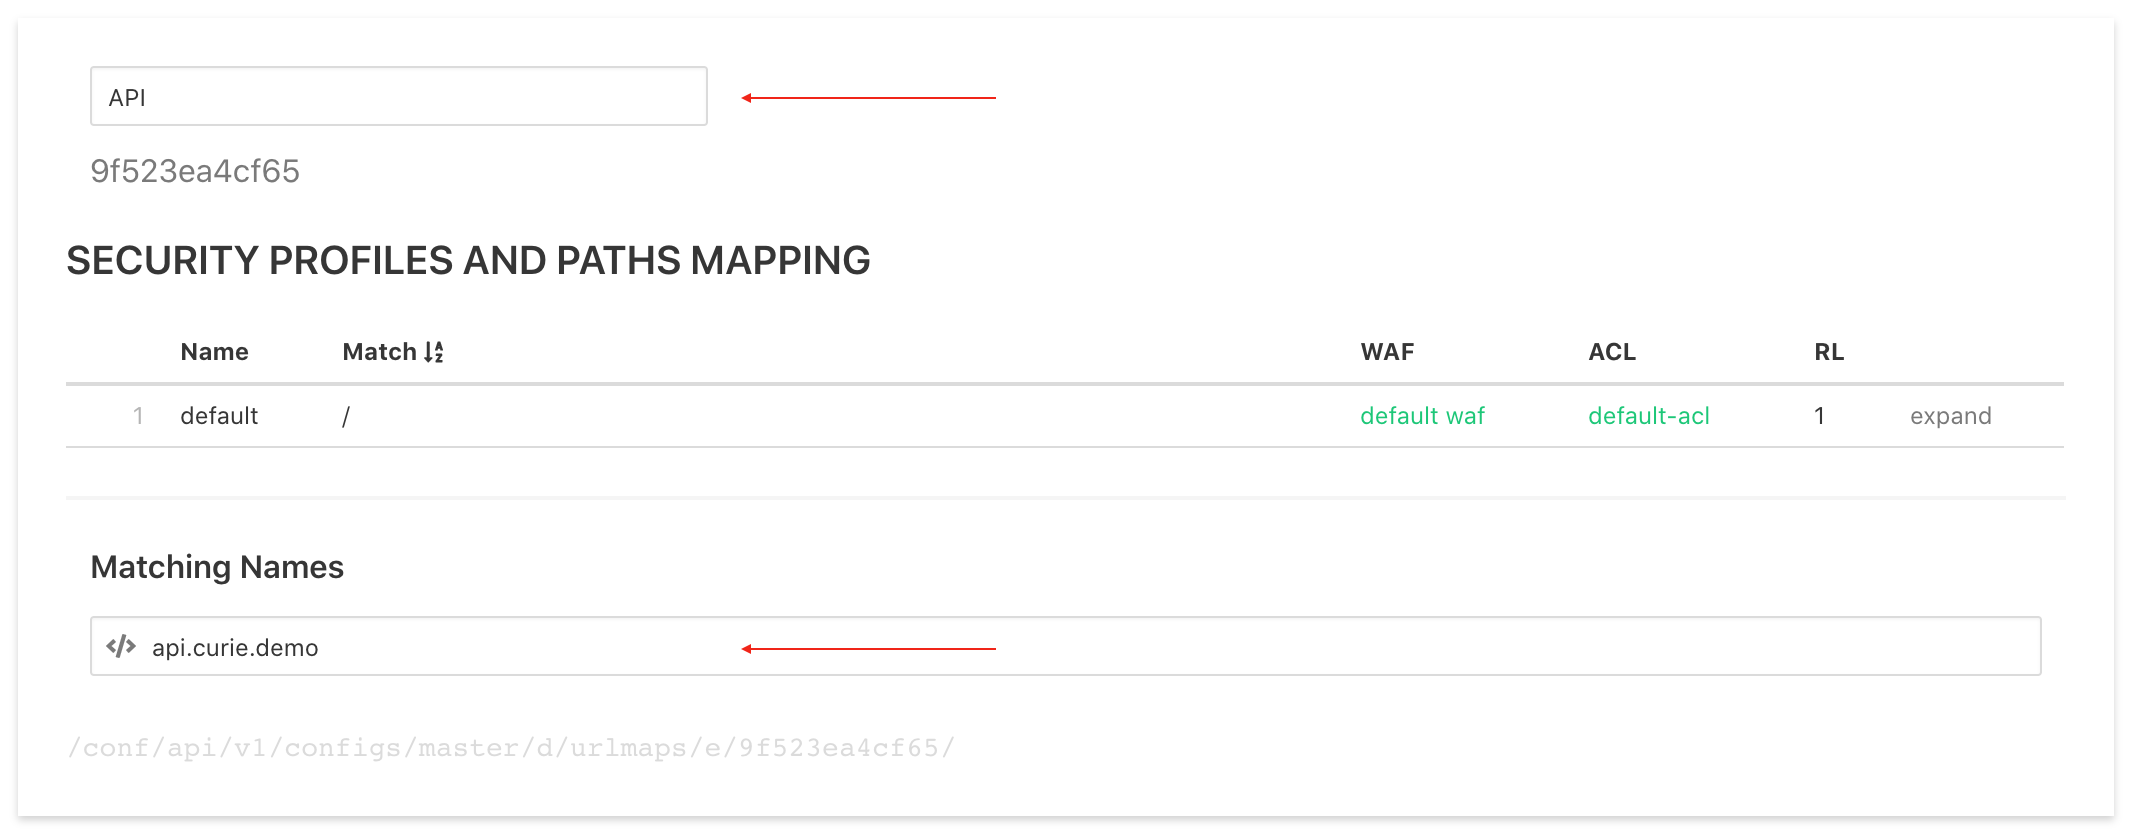 API
9f523ea4cf65
SECURITY PROFILES AND PATHS MAPPING
Name Match WAF ACL RL
1 default / default waf default-acl 1 expand
Matching Names
api.curie.demo
/conf/api/v1/configs/master/d/urlmaps/e/9f523ea4cf65/